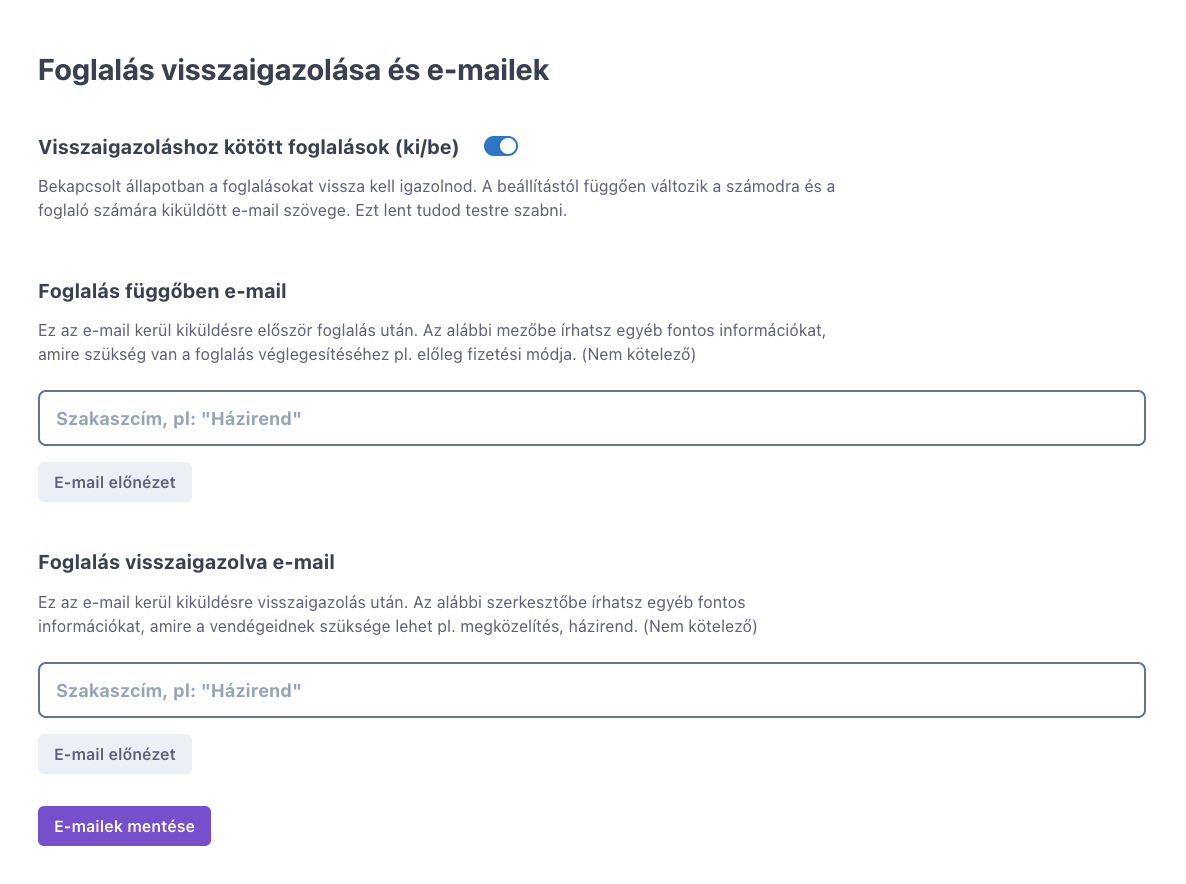 Foglalás visszaigazolása és e-mailek
Visszaigazoláshoz kötött foglalások (ki/be)
Bekapcsolt állapotban a foglalásokat vissza kell igazolnod. A beállítástól függően változik a számodra és a
foglaló számára kiküldött e-mail szövege. Ezt lent tudod testre szabni.
Foglalás függőben e-mail
Ez az e-mail kerül kiküldésre először foglalás után. Az alábbi mezőbe írhatsz egyéb fontos információkat,
amire szükség van a foglalás véglegesítéséhez pl. előleg fizetési módja. (Nem kötelező)
Szakaszcím, pl: "Házirend"
E-mail előnézet
Foglalás visszaigazolva e-mail
Ez az e-mail kerül kiküldésre visszaigazolás után. Az alábbi szerkesztőbe írhatsz egyéb fontos
információkat, amire a vendégeidnek szüksége lehet pl. megközelítés, házirend. (Nem kötelező)
Szakaszcím, pl: "Házirend"
E-mail előnézet
E-mailek mentése